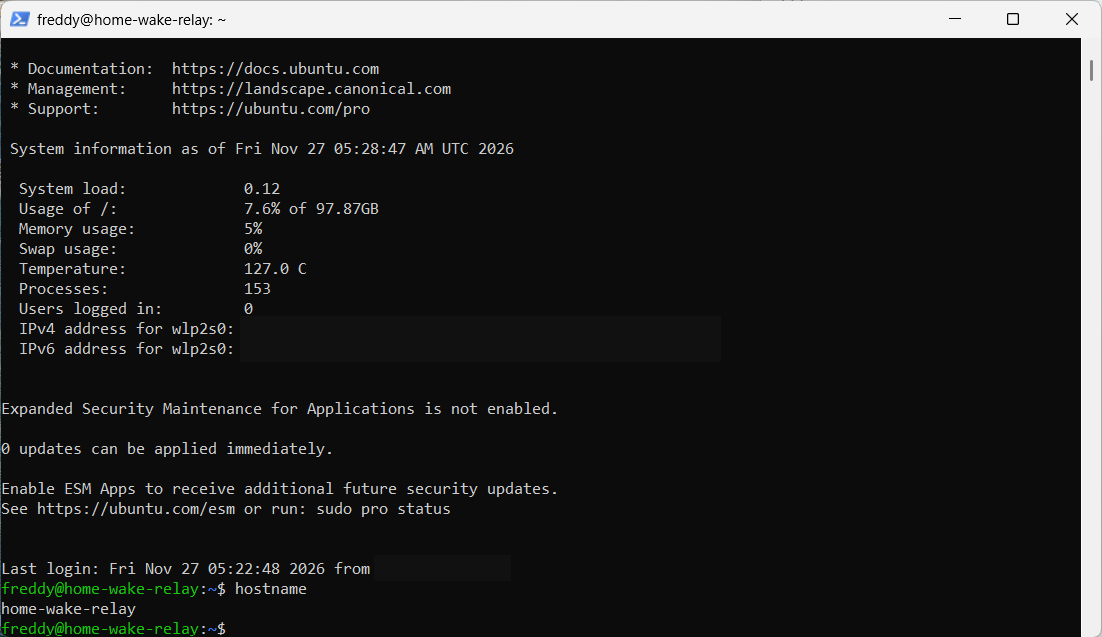 freddy@home-wake-relay: ~
* Documentation:  https://docs.ubuntu.com
* Management:     https://landscape.canonical.com
* Support:        https://ubuntu.com/pro
System information as of Fri Nov 27 05:28:47 AM UTC 2026
System load:             0.12
Usage of /:              7.6% of 97.87GB
Memory usage:            5%
Swap usage:              0%
Temperature:             127.0 C
Processes:               153
Users logged in:         0
IPv4 address for wlp2s0:
IPv6 address for wlp2s0:
Expanded Security Maintenance for Applications is not enabled.
0 updates can be applied immediately.
Enable ESM Apps to receive additional future security updates.
See https://ubuntu.com/esm or run: sudo pro status
Last login: Fri Nov 27 05:22:48 2026 from
freddy@home-wake-relay:~$ hostname
home-wake-relay
freddy@home-wake-relay:~$